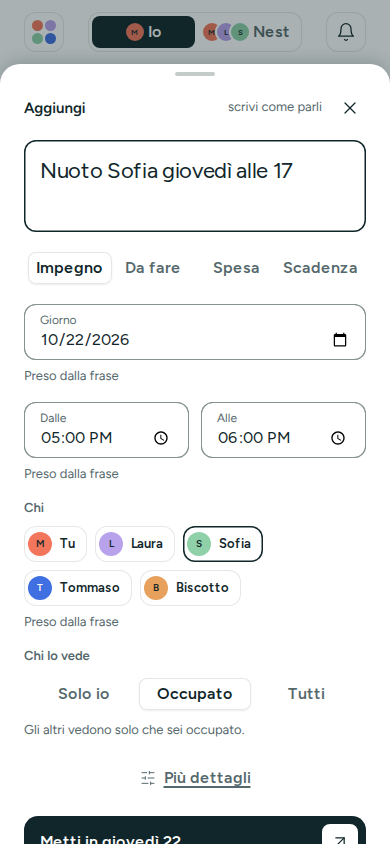 M Io M L S Nest
Aggiungi scrivi come parli
Nuoto Sofia giovedì alle 17
Impegno Da fare Spesa Scadenza
Giorno
10/22/2026
Preso dalla frase
Dalle Alle
05:00 PM 06:00 PM
Preso dalla frase
Chi
M Tu L Laura S Sofia
T Tommaso B Biscotto
Preso dalla frase
Chi lo vede
Solo io Occupato Tutti
Gli altri vedono solo che sei occupato.
Più dettagli
Metti in giovedì 22